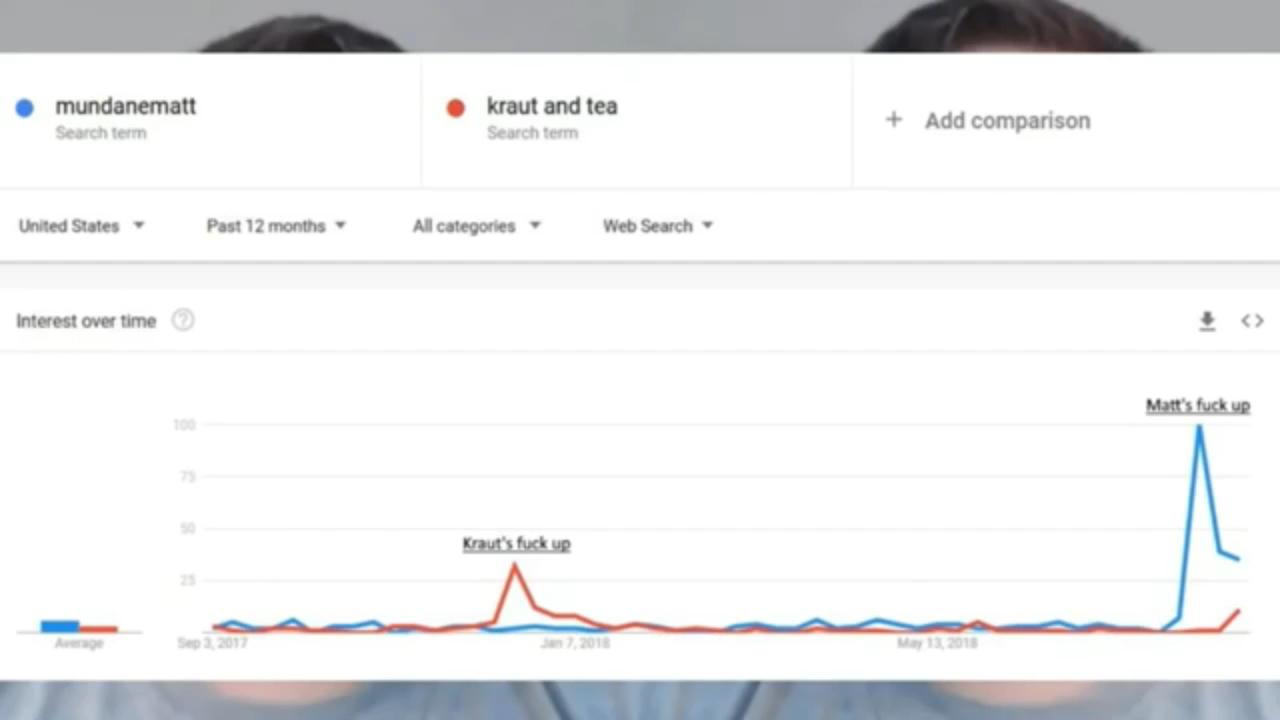 mundanematt
Search term
kraut and tea
Search term
+ Add comparison
United States
Past 12 months
All categories
Web Search
Interest over time ?
Matt's fuck up
100
75
50
Kraut's fuck up
25
Average
Sep 3, 2017
Jan 7, 2018
May 13, 2018